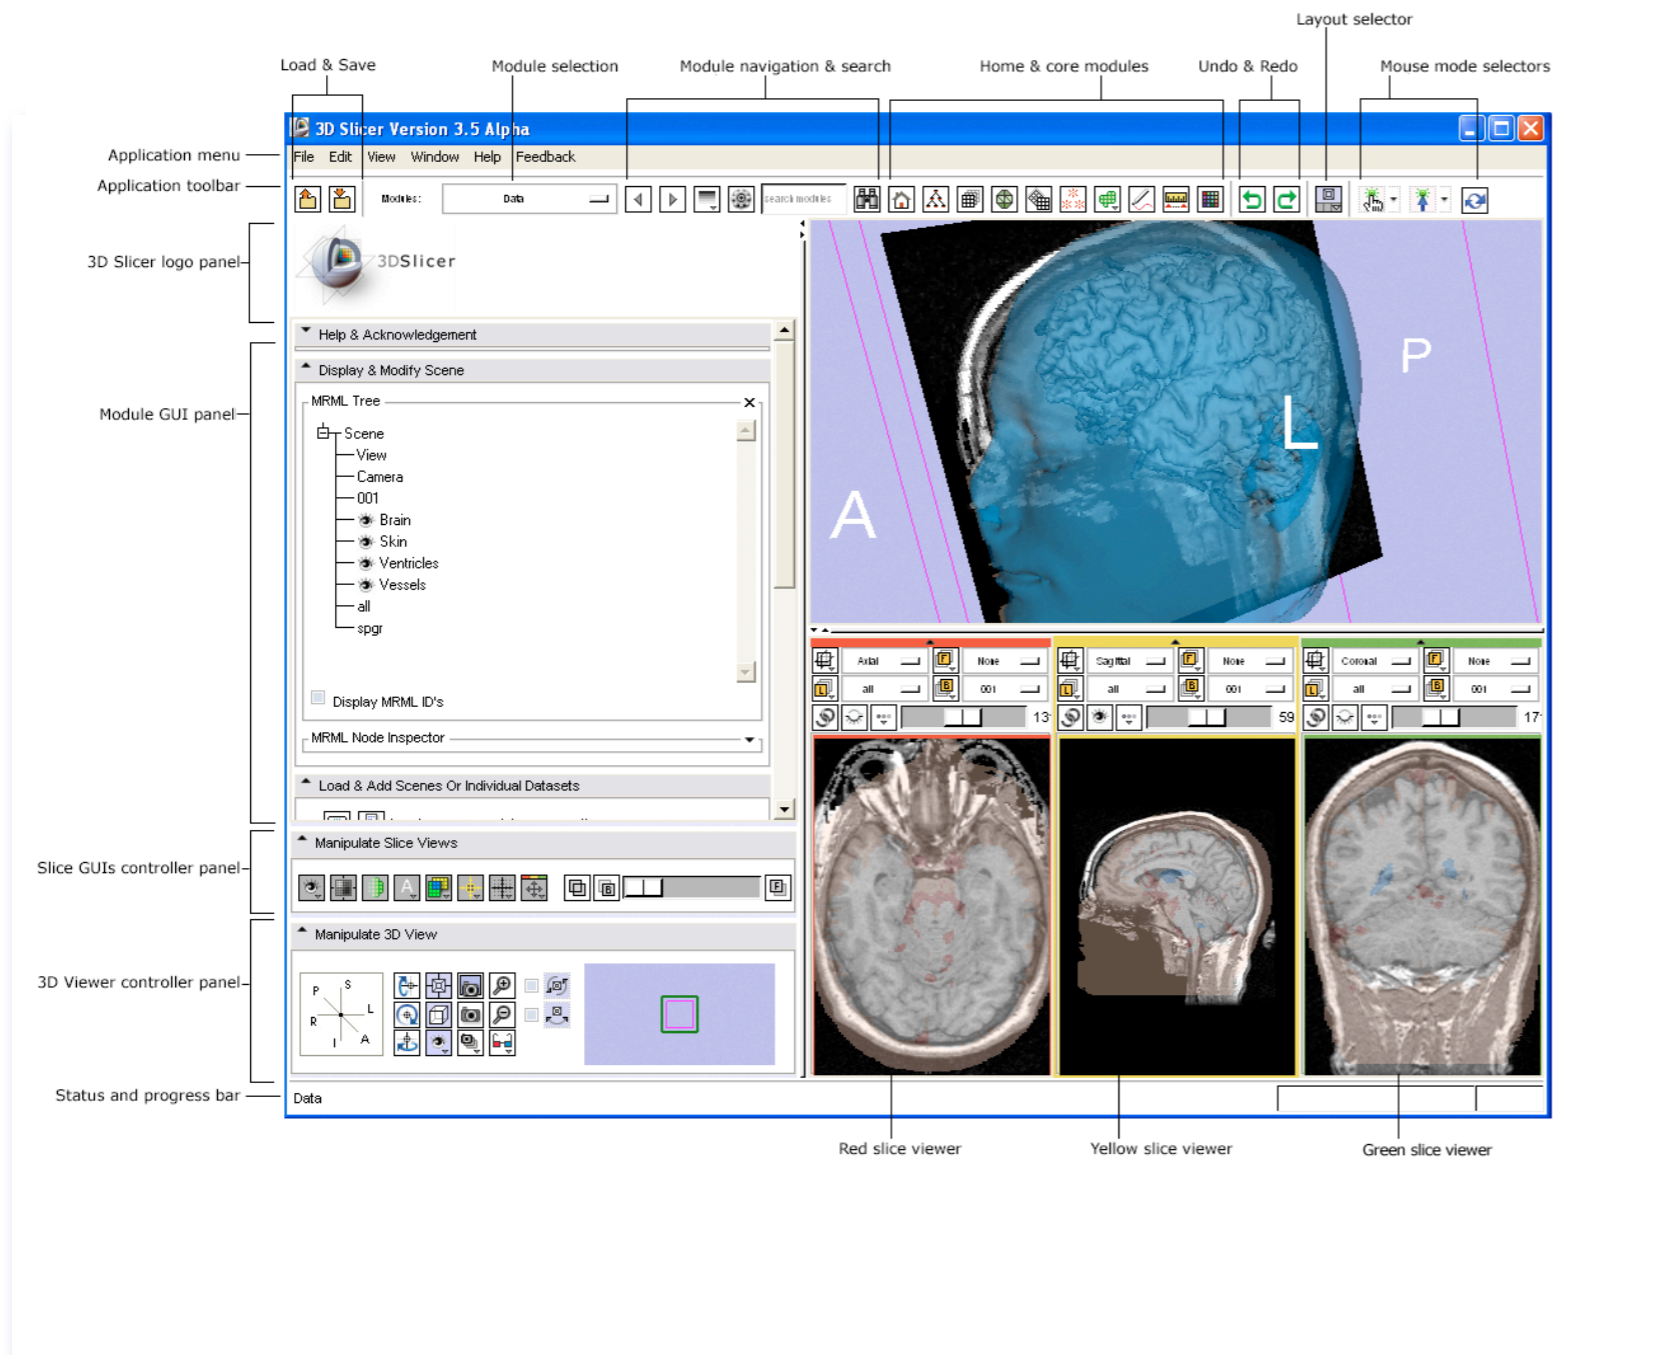 Layout selector
Load & Save
Module selection
Module navigation & search
Home & core modules
Undo & Redo
Mouse mode selectors
3D Slicer Version 3.5 Alpha
Application menu
File Edit View Window Help Feedback
Application toolbar
Modules: Data search modules
3D Slicer logo panel
3DSlicer
Help & Acknowledgement
Display & Modify Scene
Module GUI panel
MRML Tree
Scene
View
Camera
001
Brain
Skin
Ventricles
Vessels
all
spgr
Display MRML ID's
MRML Node Inspector
Load & Add Scenes Or Individual Datasets
A
L
P
F Axial None
L all B 001
13
F Sagittal None
L all B 001
59
F Coronal None
L all B 001
17
Slice GUIs controller panel
Manipulate Slice Views
A B F
3D Viewer controller panel
Manipulate 3D View
P S
R L
I A
Status and progress bar
Data
Red slice viewer
Yellow slice viewer
Green slice viewer